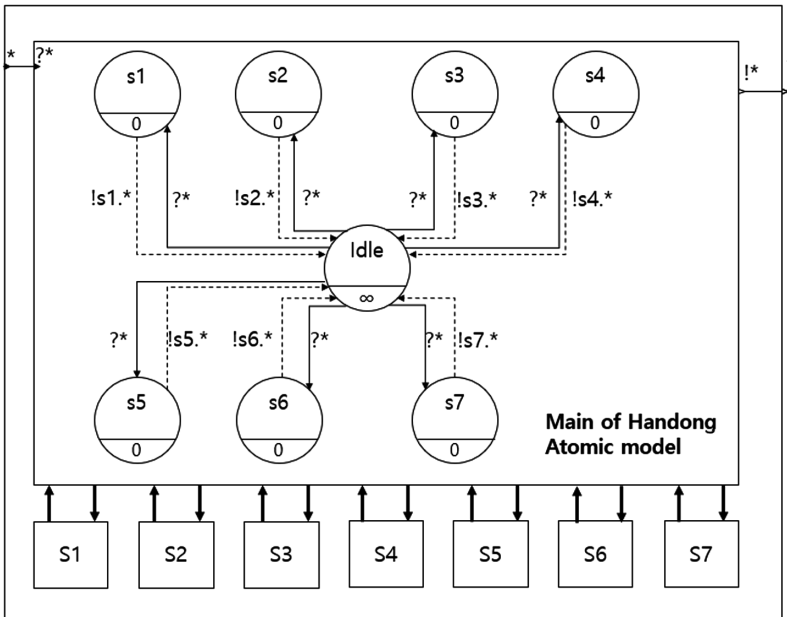 * ?*
!*
s1 s2 s3 s4
0 0 0 0
!s1.* ?* !s2.* ?* ?* !s3.* ?* !s4.*
Idle
∞
?* !s5.* !s6.* ?* ?* !s7.*
s5 s6 s7
0 0 0
Main of Handong
Atomic model
S1 S2 S3 S4 S5 S6 S7